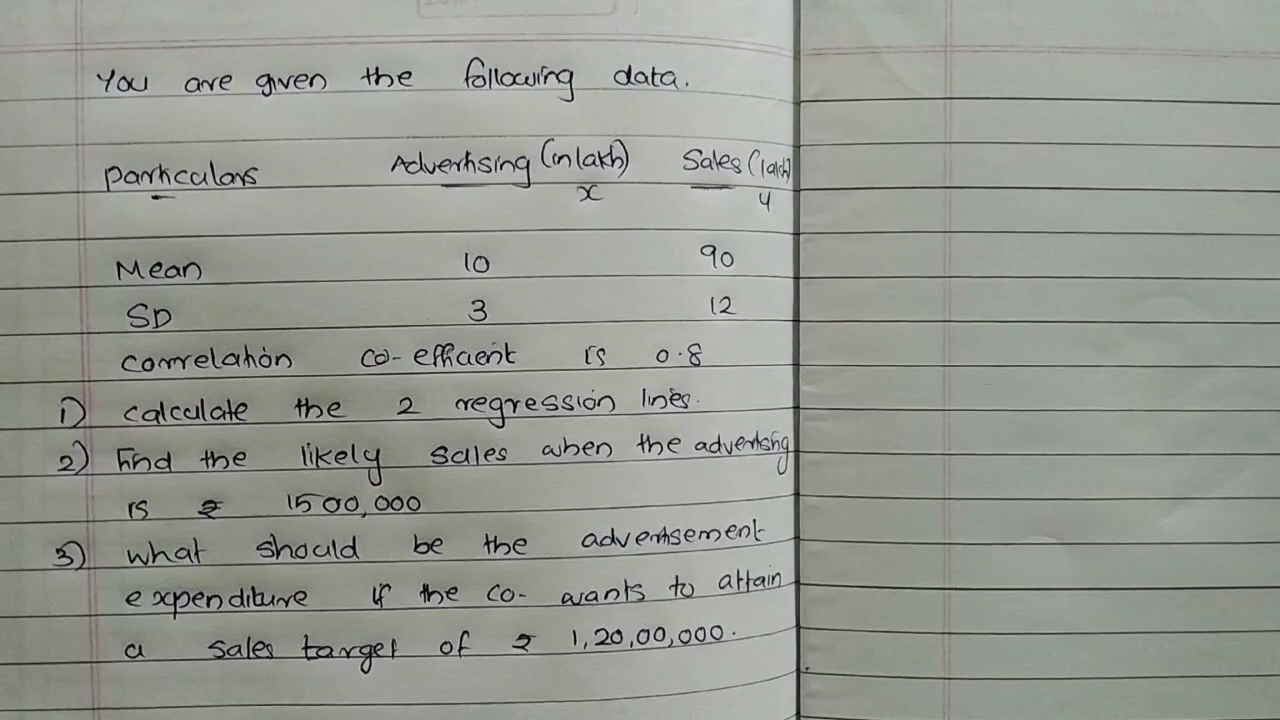 You are given the following data.
Particulars Advertising (in lakh) Sales (lakh)
x y
Mean 10 90
SD 3 12
correlation co-efficient is 0.8
1) calculate the 2 regression lines.
2) Find the likely sales when the advertising
is ₹ 1500,000
3) what should be the advertisement
expenditure if the co- wants to attain
a sales target of ₹ 1,20,00,000.